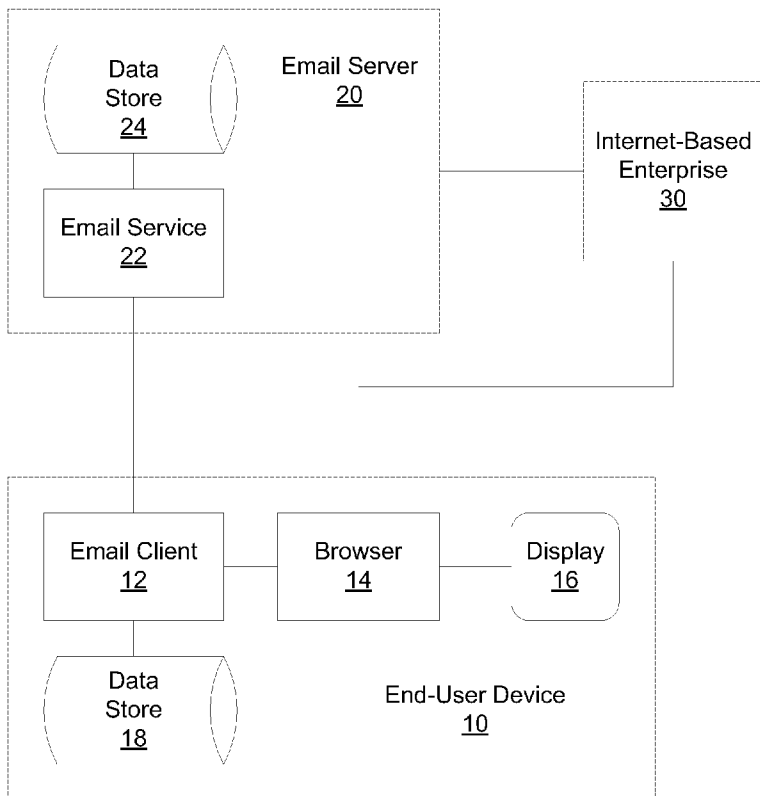 Data
Store
24
Email Server
20
Internet-Based
Enterprise
30
Email Service
22
Email Client
12
Browser
14
Display
16
Data
Store
18
End-User Device
10